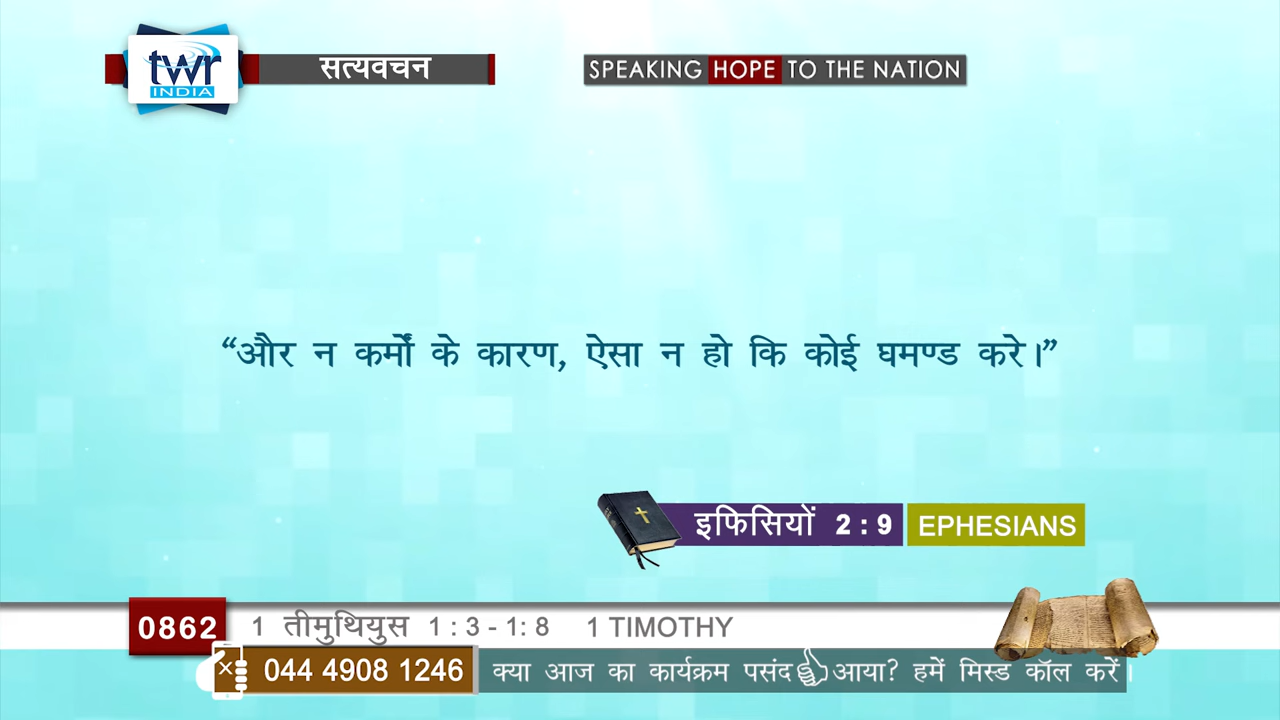 twr
INDIA
सत्यवचन
SPEAKING HOPE TO THE NATION
“और न कर्मों के कारण, ऐसा न हो कि कोई घमण्ड करे।”
इफिसियों 2 : 9 EPHESIANS
0862 1 तीमुथियुस 1 : 3 - 1: 8 1 TIMOTHY
044 4908 1246 क्या आज का कार्यक्रम पसंद आया? हमें मिस्ड कॉल करें।